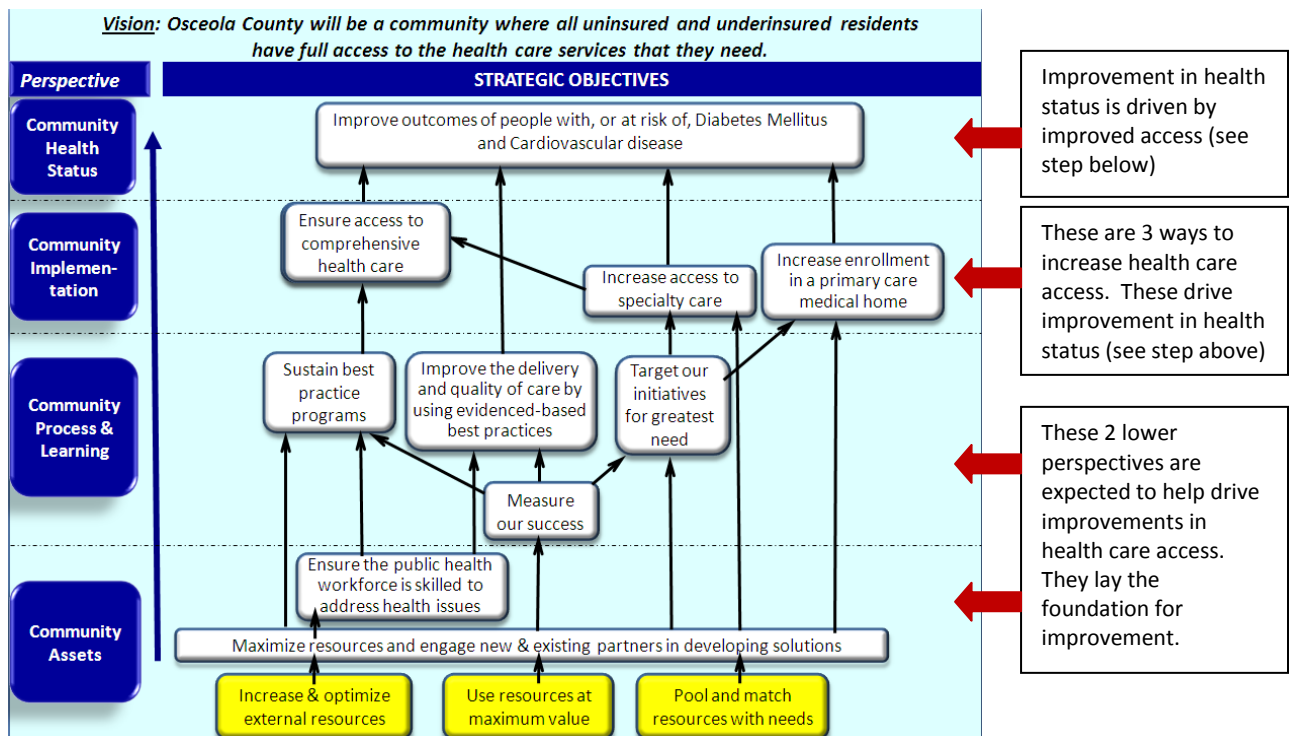 Vision: Osceola County will be a community where all uninsured and underinsured residents
have full access to the health care services that they need.
Perspective
STRATEGIC OBJECTIVES
Community
Health
Status
Improve outcomes of people with, or at risk of, Diabetes Mellitus
and Cardiovascular disease
Improvement in health
status is driven by
improved access (see
step below)
Community
Implemen-
tation
Ensure access to
comprehensive
health care
Increase access to
specialty care
Increase enrollment
in a primary care
medical home
These are 3 ways to
increase health care
access. These drive
improvement in health
status (see step above)
Community
Process &
Learning
Sustain best
practice
programs
Improve the delivery
and quality of care by
using evidenced-based
best practices
Target our
initiatives
for greatest
need
Measure
our success
These 2 lower
perspectives are
expected to help drive
improvements in
health care access.
They lay the
foundation for
improvement.
Community
Assets
Ensure the public health
workforce is skilled to
address health issues
Maximize resources and engage new & existing partners in developing solutions
Increase & optimize
external resources
Use resources at
maximum value
Pool and match
resources with needs